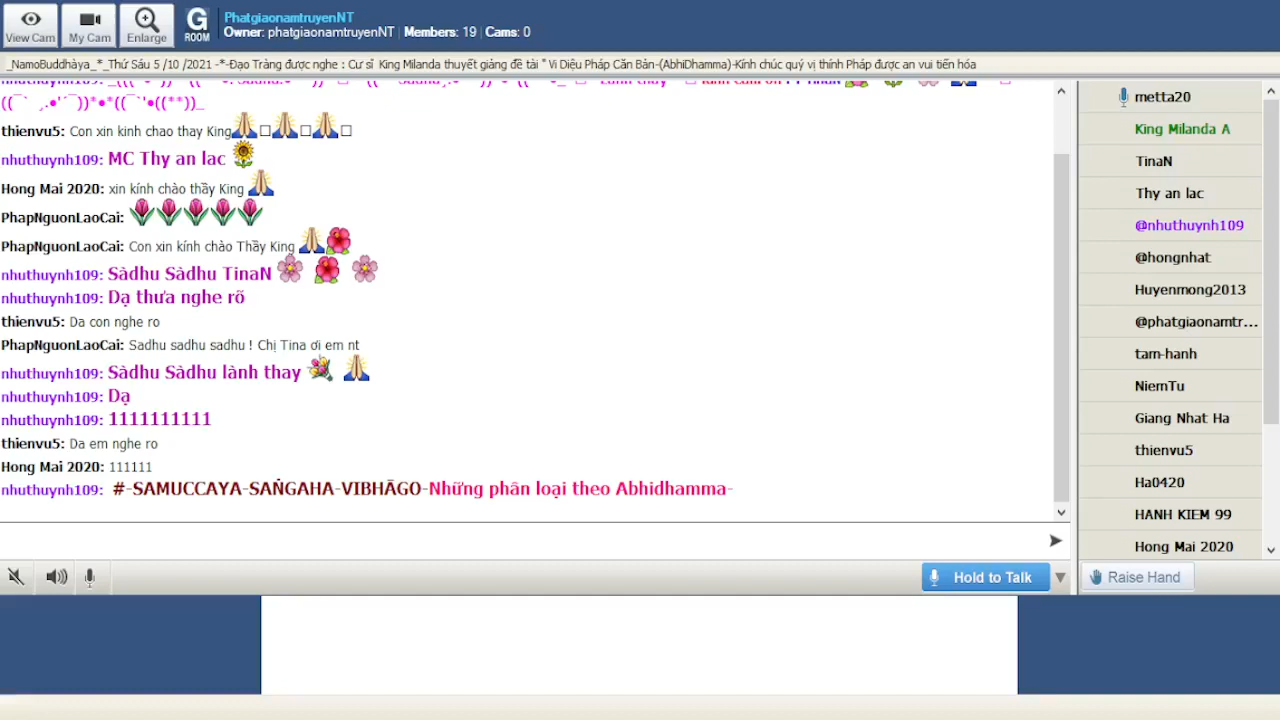 View Cam
My Cam
Enlarge
G
ROOM
PhatgiaonamtruyenNT
Owner: phatgiaonamtruyenNT | Members: 19 | Cams: 0
_NamoBuddhàya_*_Thứ Sáu 5 /10 /2021 -*-Đạo Tràng được nghe : Cư sĩ King Milanda thuyết giảng đề tài " Vi Diệu Pháp Căn Bản-(AbhiDhamma)-Kính chúc quý vị thính Pháp được an vui tiến hóa
thienvu5: Con xin kinh chao thay King
nhuthuynh109: MC Thy an lac
Hong Mai 2020: xin kính chào thầy King
PhapNguonLaoCai:
PhapNguonLaoCai: Con xin kính chào Thầy King
nhuthuynh109: Sàdhu Sàdhu TinaN
nhuthuynh109: Dạ thưa nghe rõ
thienvu5: Da con nghe ro
PhapNguonLaoCai: Sadhu sadhu sadhu ! Chị Tina ơi em nt
nhuthuynh109: Sàdhu Sàdhu lành thay
nhuthuynh109: Dạ
nhuthuynh109: 1111111111
thienvu5: Da em nghe ro
Hong Mai 2020: 111111
nhuthuynh109: #-SAMUCCAYA-SAṄGAHA-VIBHĀGO-Những phân loại theo Abhidhamma-
metta20
King Milanda A
TinaN
Thy an lac
@nhuthuynh109
@hongnhat
Huyenmong2013
@phatgiaonamtr...
tam-hanh
NiemTu
Giang Nhat Ha
thienvu5
Ha0420
HANH KIEM 99
Hong Mai 2020
Hold to Talk
Raise Hand